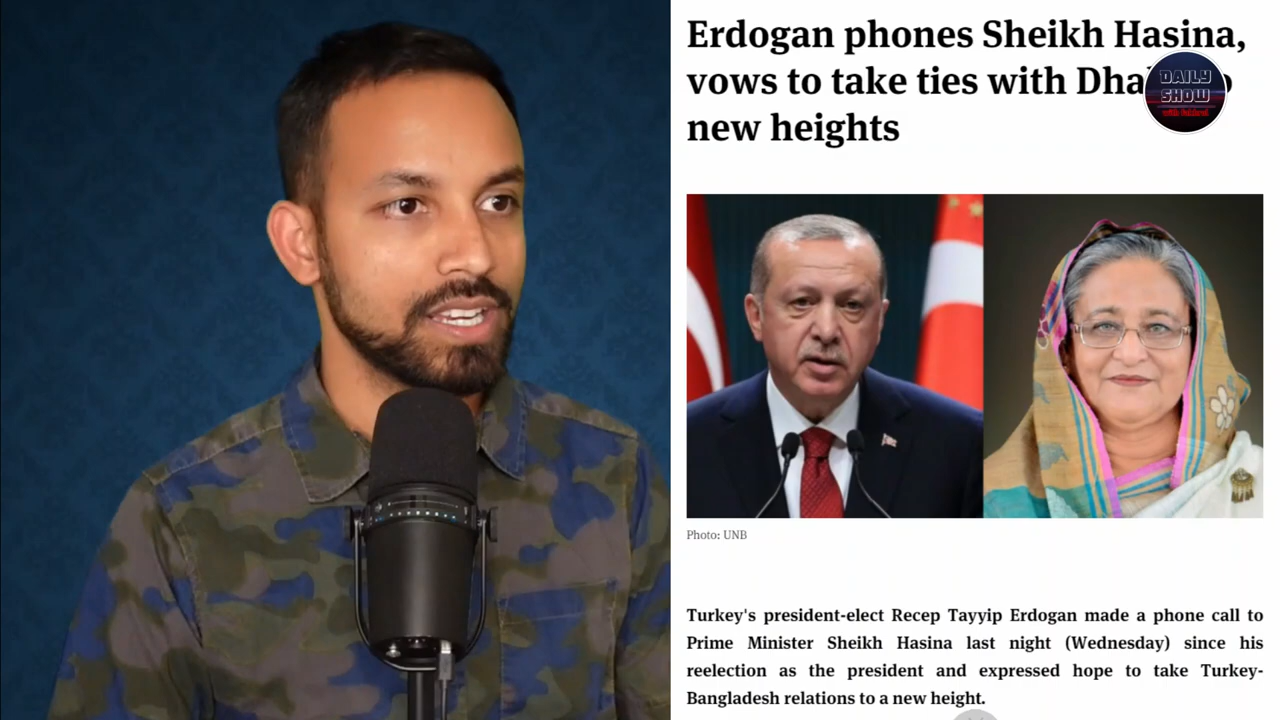 Erdogan phones Sheikh Hasina,
vows to take ties with
new heights
DAILY
SHOW
Photo: UNB
Turkey's president-elect Recep Tayyip Erdogan made a phone call to
Prime Minister Sheikh Hasina last night (Wednesday) since his
reelection as the president and expressed hope to take Turkey-
Bangladesh relations to a new height.